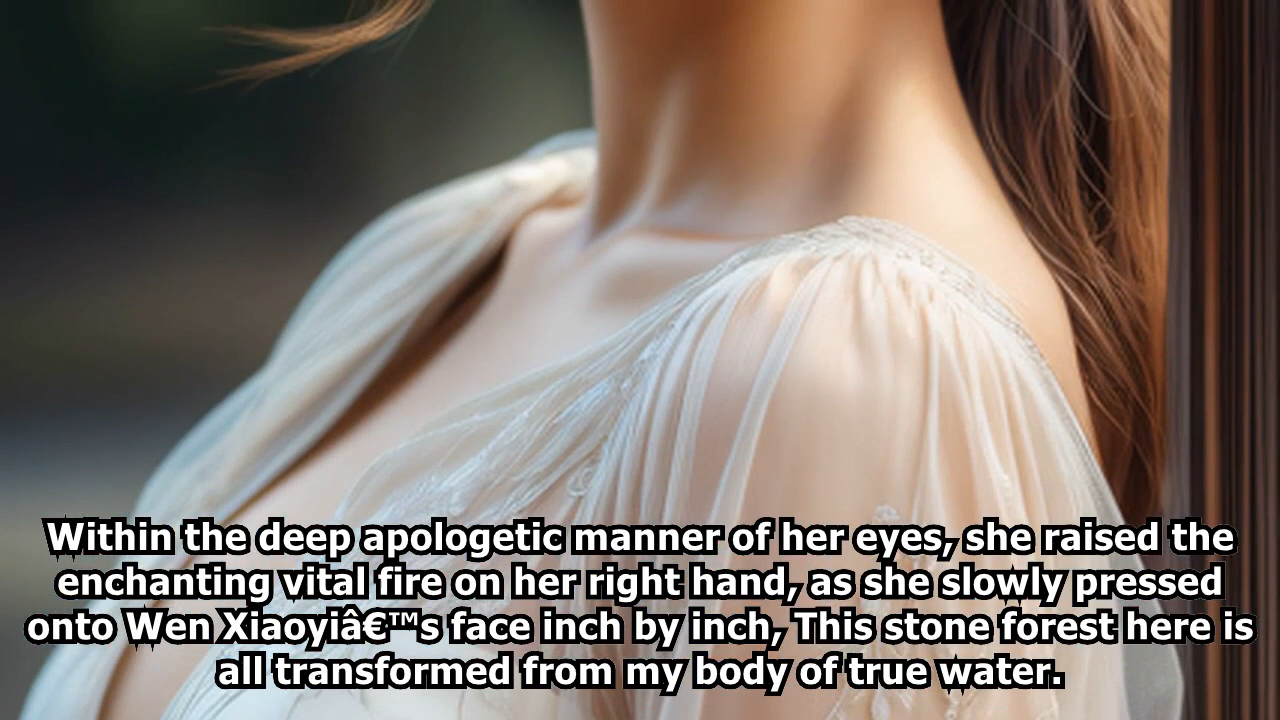 Within the deep apologetic manner of her eyes, she raised the
enchanting vital fire on her right hand, as she slowly pressed
onto Wen Xiaoyiâ€™s face inch by inch, This stone forest here is
all transformed from my body of true water.